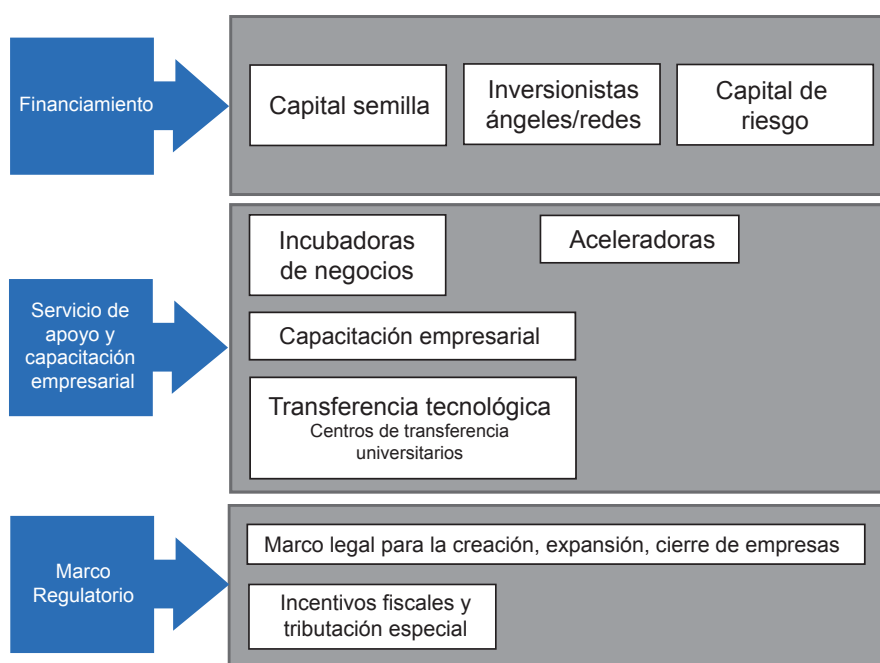 Financiamiento
Capital semilla
Inversionistas
ángeles/redes
Capital de
riesgo
Servicio de
apoyo y
capacitación
empresarial
Incubadoras
de negocios
Aceleradoras
Capacitación empresarial
Transferencia tecnológica
Centros de transferencia
universitarios
Marco
Regulatorio
Marco legal para la creación, expansión, cierre de empresas
Incentivos fiscales y
tributación especial